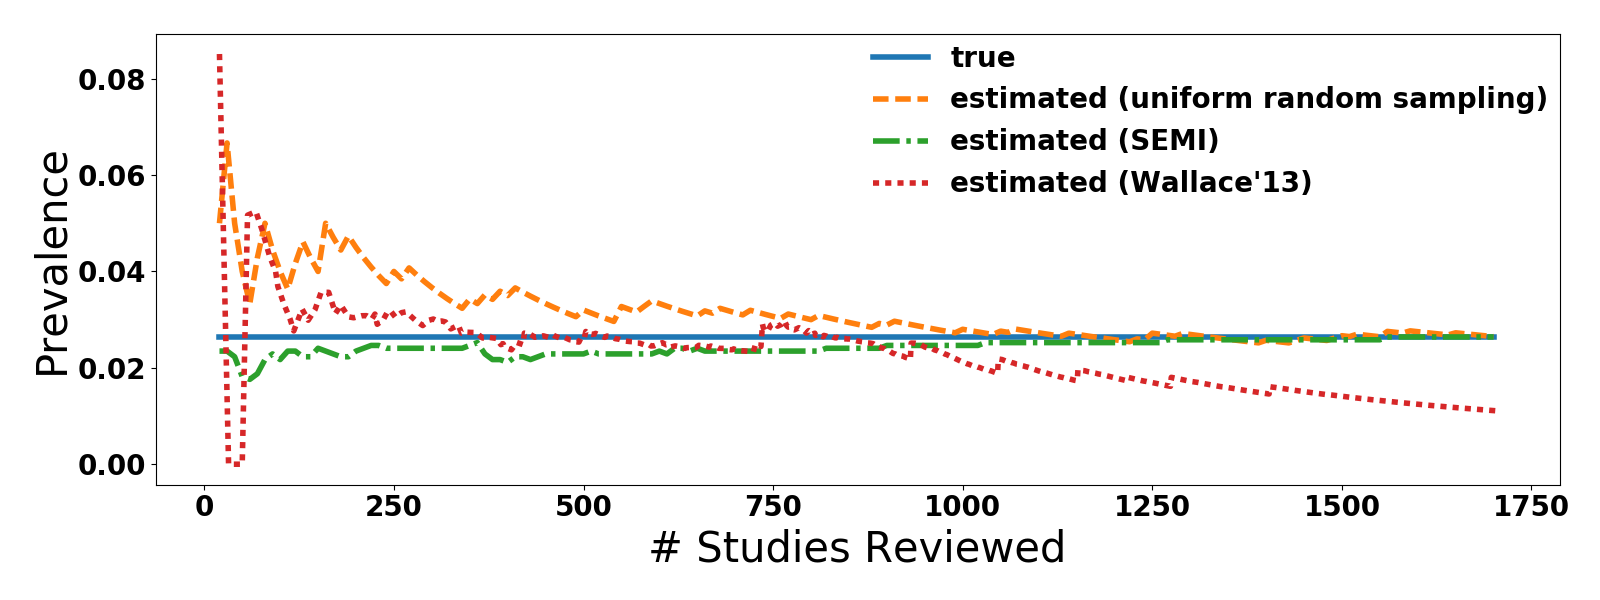 Prevalence
0.08
0.06
0.04
0.02
0.00
true
estimated (uniform random sampling)
estimated (SEMI)
estimated (Wallace'13)
0 250 500 750 1000 1250 1500 1750
# Studies Reviewed